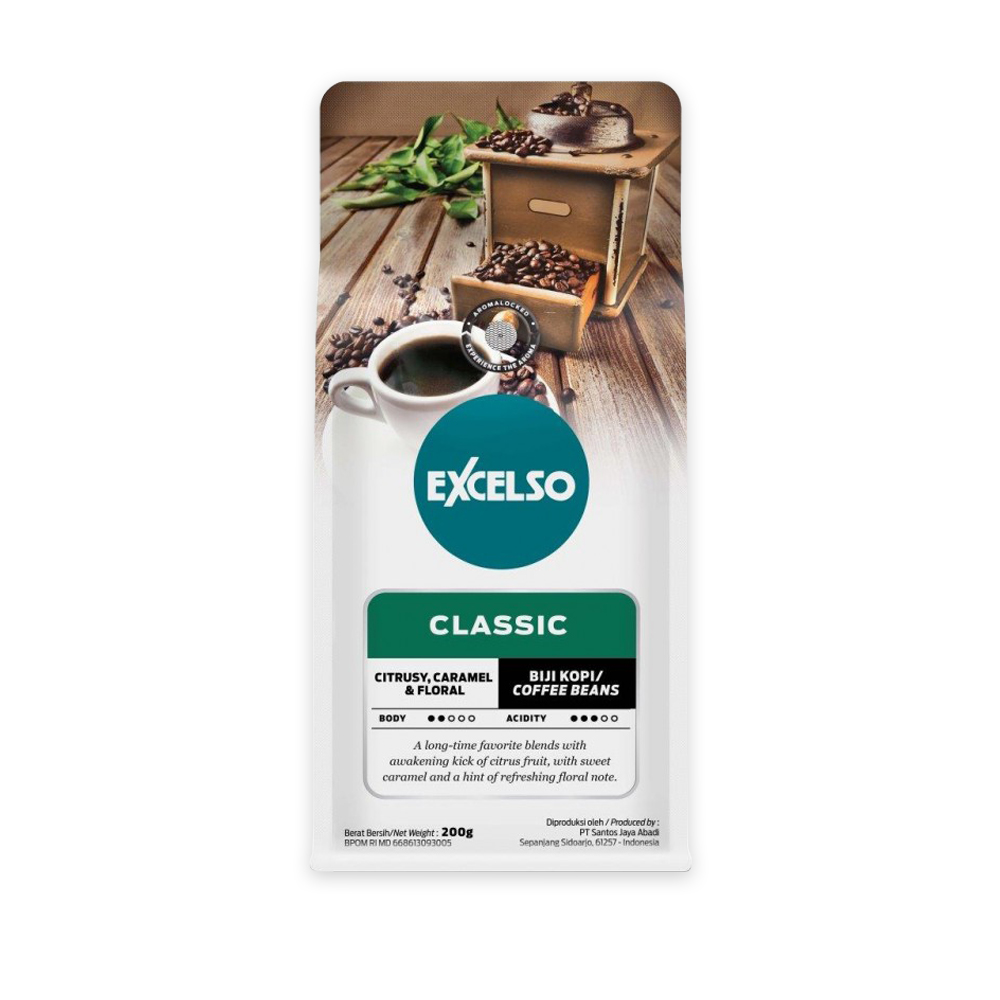 AROMALOCKED
EXPERIENCE THE AROMA
EXCELSO
CLASSIC
CITRUSY, CARAMEL
& FLORAL
BIJI KOPI/
COFFEE BEANS
BODY
ACIDITY
A long-time favorite blends with
awakening kick of citrus fruit, with sweet
caramel and a hint of refreshing floral note.
Berat Bersih/Net Weight : 200g
BPOM RI MD 668613093005
Diproduksi oleh / Produced by :
PT Santos Jaya Abadi
Sepanjang Sidoarjo, 61257 - Indonesia